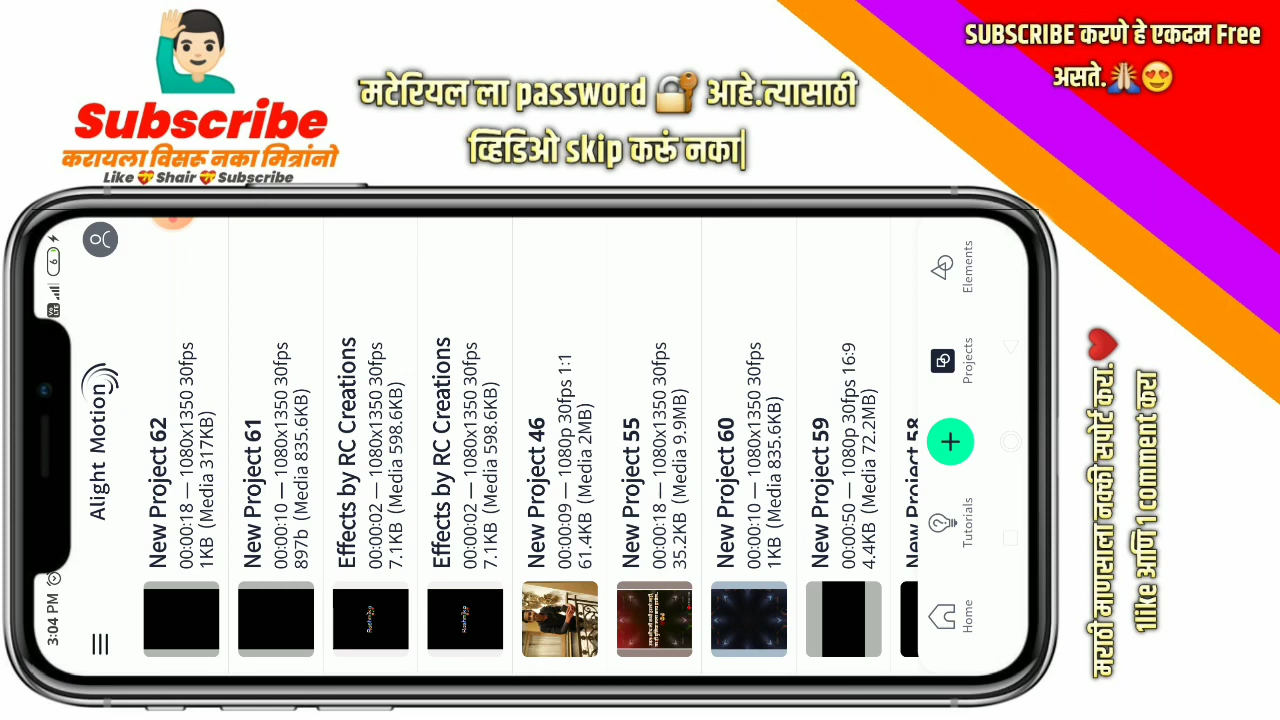 Subscribe
करायला विसरू नका मित्रांनो
Like 💝 Shair 💝 Subscribe
मटेरियल ला password 🔐 आहे.त्यासाठी
व्हिडिओ skip करूं नका|
SUBSCRIBE करणे हे एकदम Free
असते.🙏🏻😍
3:04 PM
6
Alight Motion
New Project 62
00:00:18 — 1080x1350 30fps
1KB (Media 317KB)
New Project 61
00:00:10 — 1080x1350 30fps
897b (Media 835.6KB)
Effects by RC Creations
00:00:02 — 1080x1350 30fps
7.1KB (Media 598.6KB)
Effects by RC Creations
00:00:02 — 1080x1350 30fps
7.1KB (Media 598.6KB)
New Project 46
00:00:09 — 1080p 30fps 1:1
61.4KB (Media 2MB)
New Project 55
00:00:18 — 1080x1350 30fps
35.2KB (Media 9.9MB)
New Project 60
00:00:10 — 1080x1350 30fps
1KB (Media 835.6KB)
New Project 59
00:00:50 — 1080p 30fps 16:9
4.4KB (Media 72.2MB)
New Project 58
Home
Tutorials
Projects
Elements
मराठी माणसाला नक्की सपोर्ट करा.❤️
1like आणि 1 comment करा